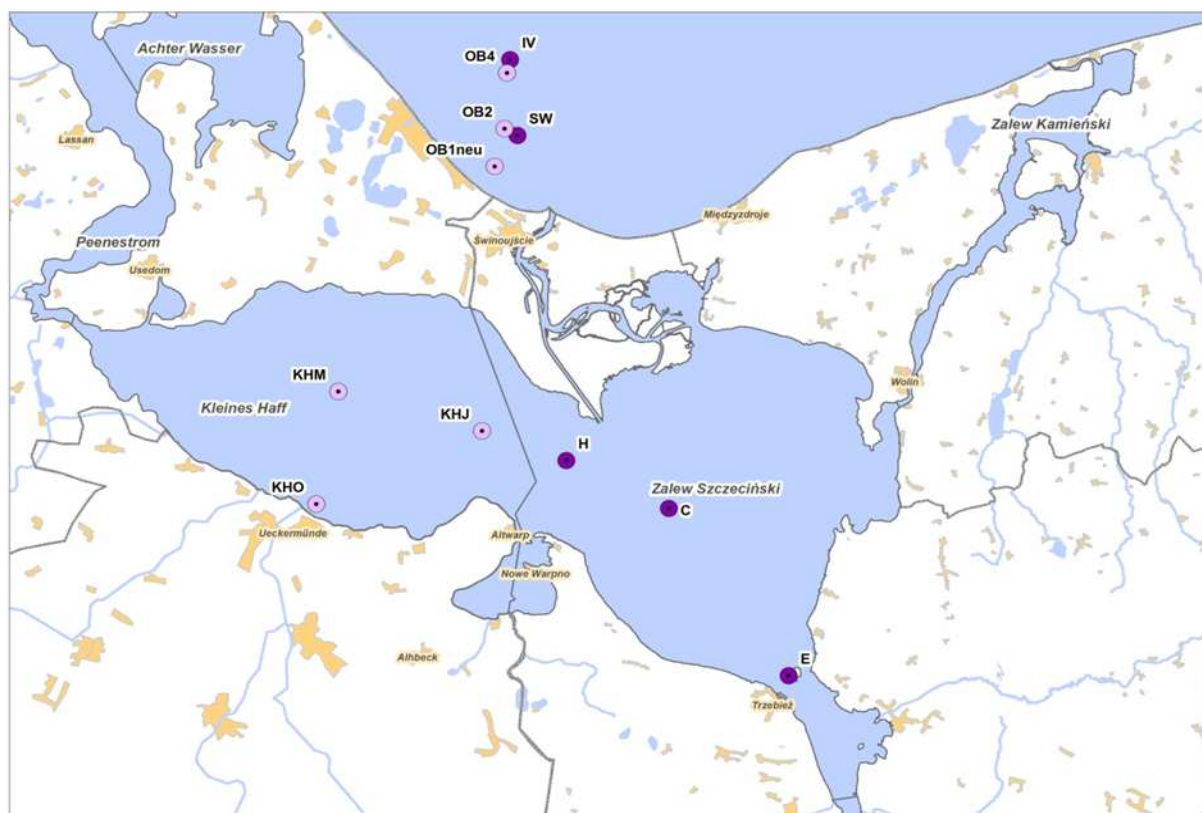 Achter Wasser
IV
OB4
OB2
SW
OB1neu
Lassan
Zalew Kamieński
Peenestrom
Usedom
Międzyzdroje
Świnoujście
KHM
Kleines Haff
KHJ
Wolin
H
Zalew Szczeciński
C
KHO
Ueckermünde
Altwarp
Nowe Warpno
Alhbeck
E
Trzebież